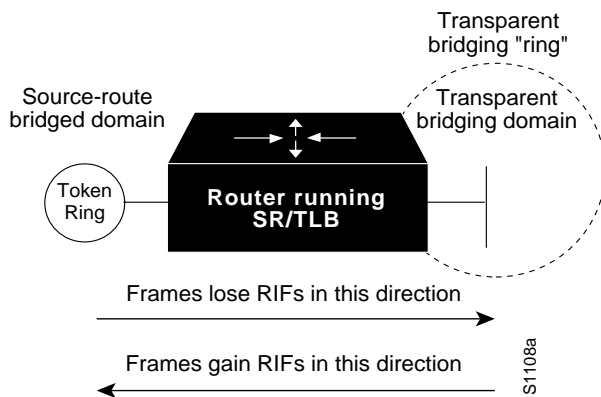 Transparent
bridging "ring"
Source-route
bridged domain
Transparent
bridging domain
Token
Ring
Router running
SR/TLB
Frames lose RIFs in this direction
Frames gain RIFs in this direction
S1108a